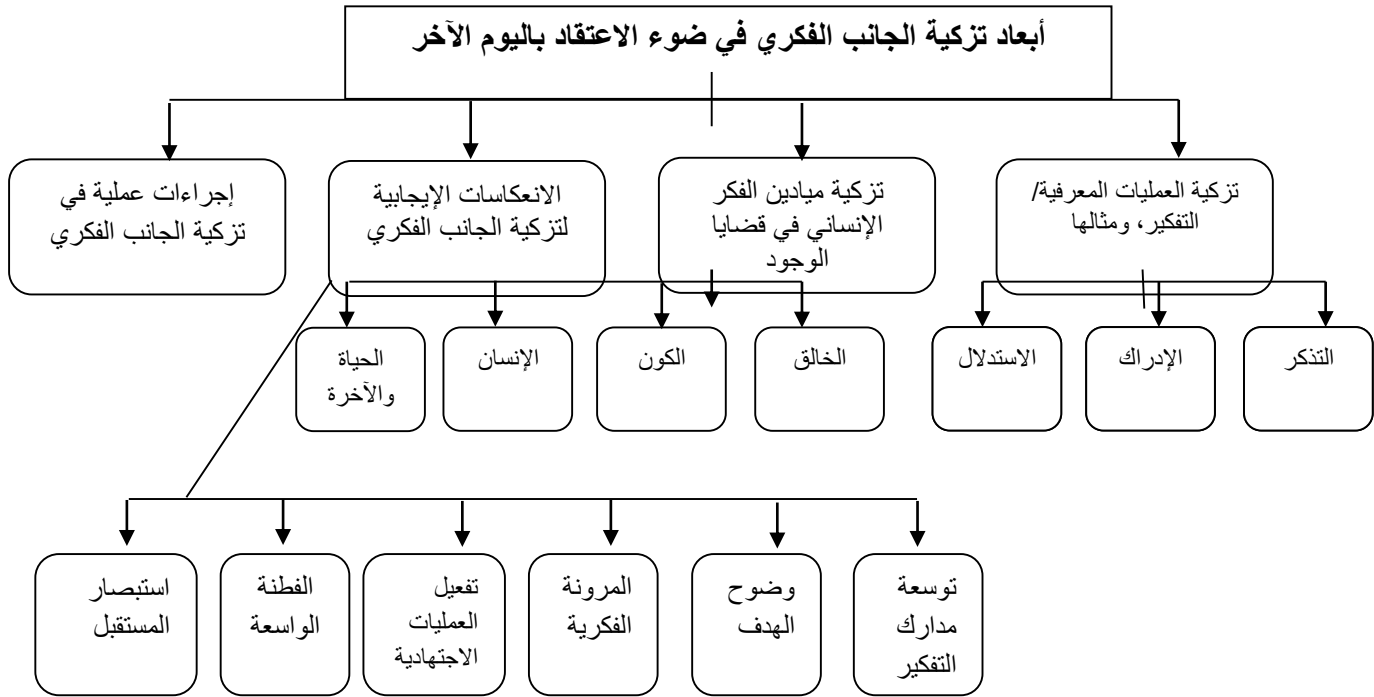 أبعاد تزكية الجانب الفكري في ضوء الاعتقاد باليوم الآخر
تزكية العمليات المعرفية/
التفكير، ومثالها
تزكية ميادين الفكر
الإنساني في قضايا
الوجود
الانعكاسات الإيجابية
لتزكية الجانب الفكري
إجراءات عملية في
تزكية الجانب الفكري
التذكر
الإدراك
الاستدلال
الخالق
الكون
الإنسان
الحياة
والآخرة
توسعة
مدارك
التفكير
وضوح
الهدف
المرونة
الفكرية
تفعيل
العمليات
الاجتهادية
الفطنة
الواسعة
استبصار
المستقبل